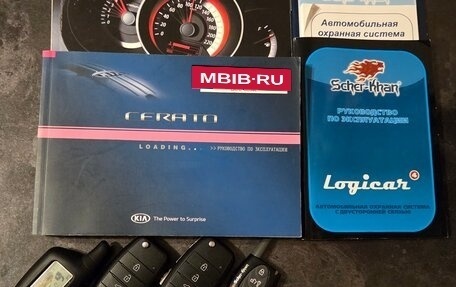 Автомобильная
охранная система
MBIB.RU
Scher-Khan
РУКОВОДСТВО
ПО ЭКСПЛУАТАЦИИ
CERATO
LOADING... >> РУКОВОДСТВО ПО ЭКСПЛУАТАЦИИ
Logicar 4
АВТОМОБИЛЬНАЯ ОХРАННАЯ СИСТЕМА
С ДВУСТОРОННЕЙ СВЯЗЬЮ
KIA The Power to Surprise